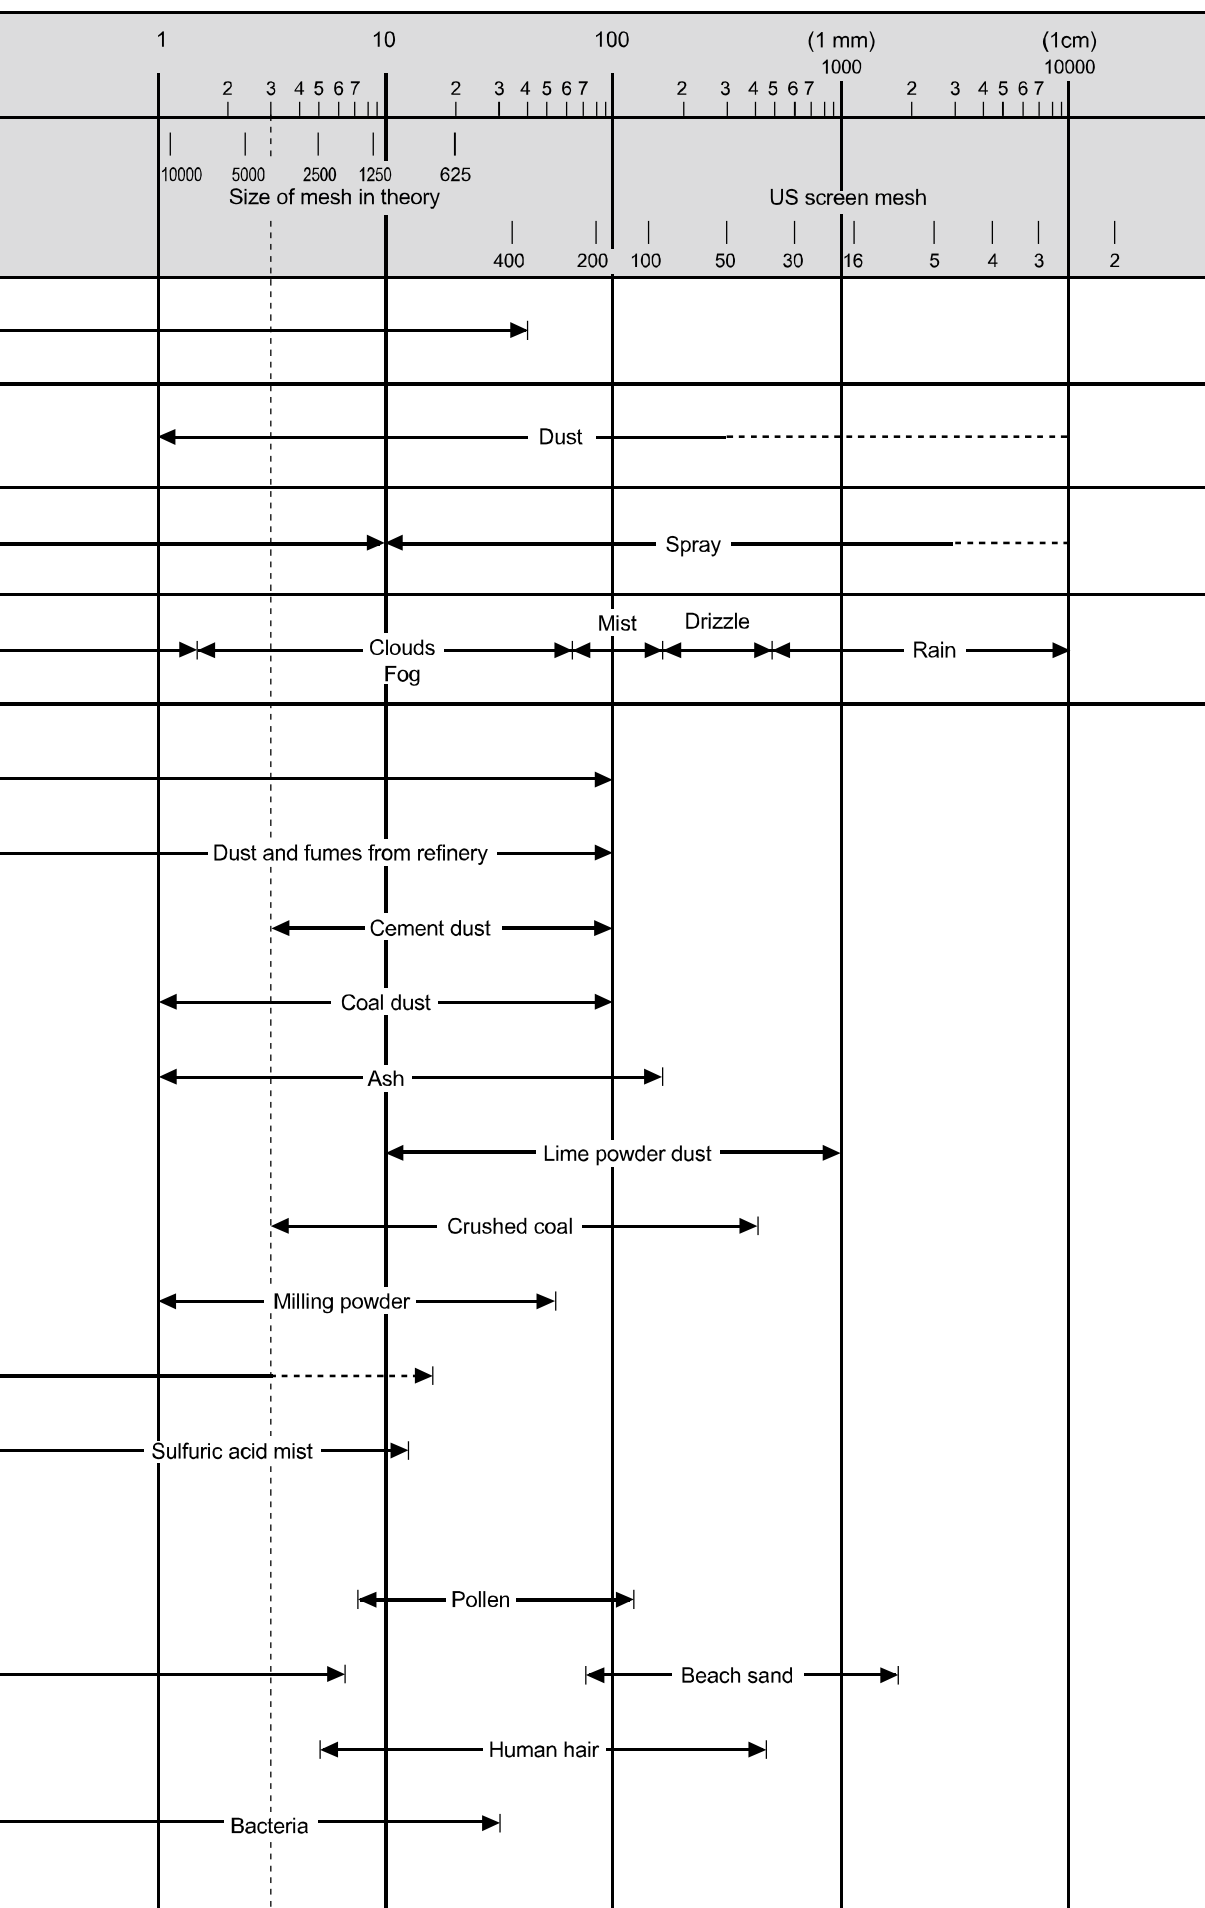 1 10 100 (1 mm) (1cm)
1000 10000
2 3 4 5 6 7 2 3 4 5 6 7 2 3 4 5 6 7 2 3 4 5 6 7
10000 5000 2500 1250 625
Size of mesh in theory US screen mesh
400 200 100 50 30 16 5 4 3 2
Dust
Spray
Mist Drizzle
Clouds Rain
Fog
Dust and fumes from refinery
Cement dust
Coal dust
Ash
Lime powder dust
Crushed coal
Milling powder
Sulfuric acid mist
Pollen
Beach sand
Human hair
Bacteria